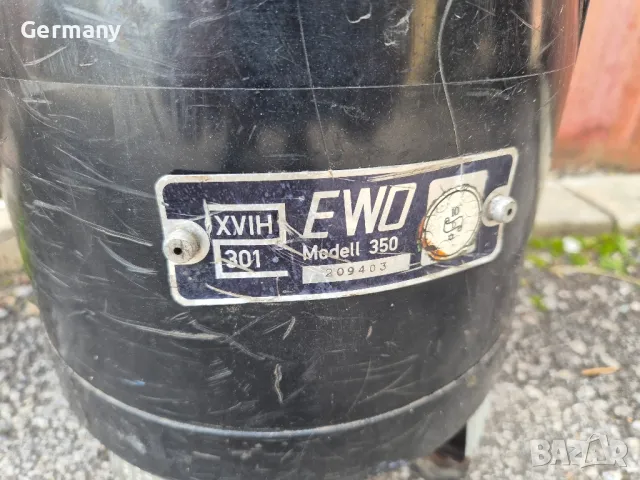 Germany
XVIH
301
EWO
Modell 350
209403
BAZAR